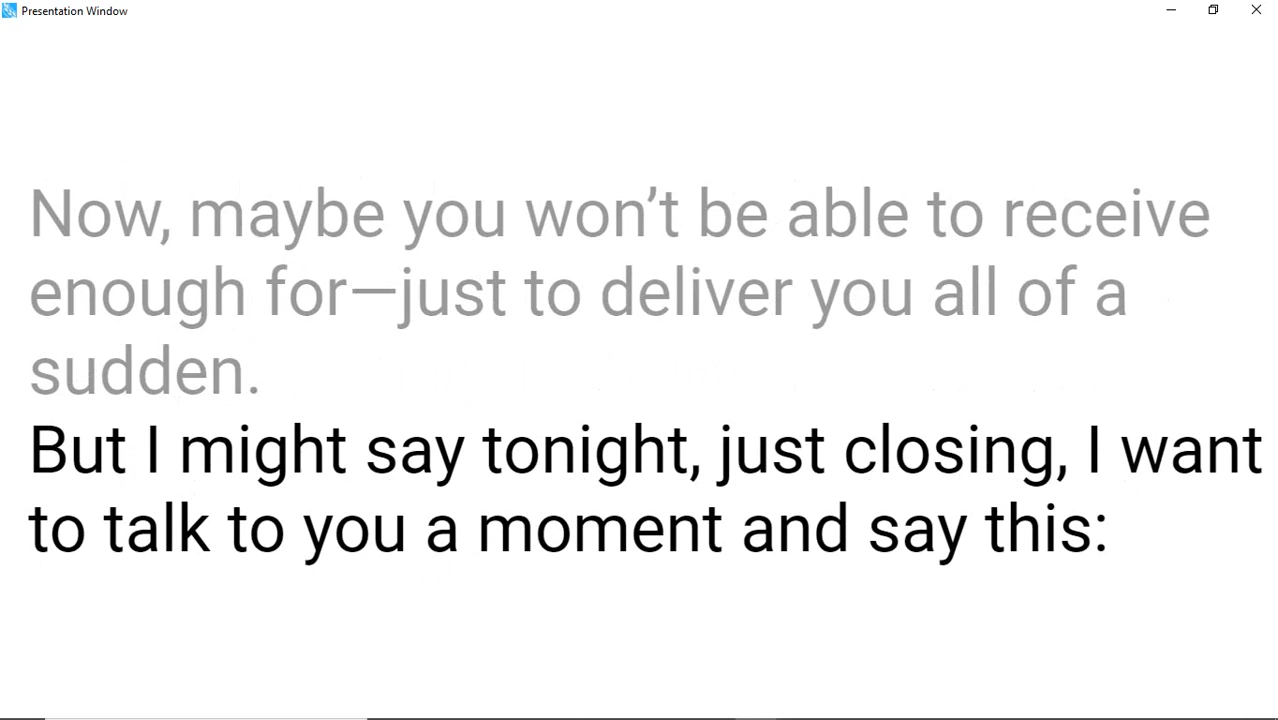 Presentation Window
Now, maybe you won’t be able to receive
enough for—just to deliver you all of a
sudden.
But I might say tonight, just closing, I want
to talk to you a moment and say this: